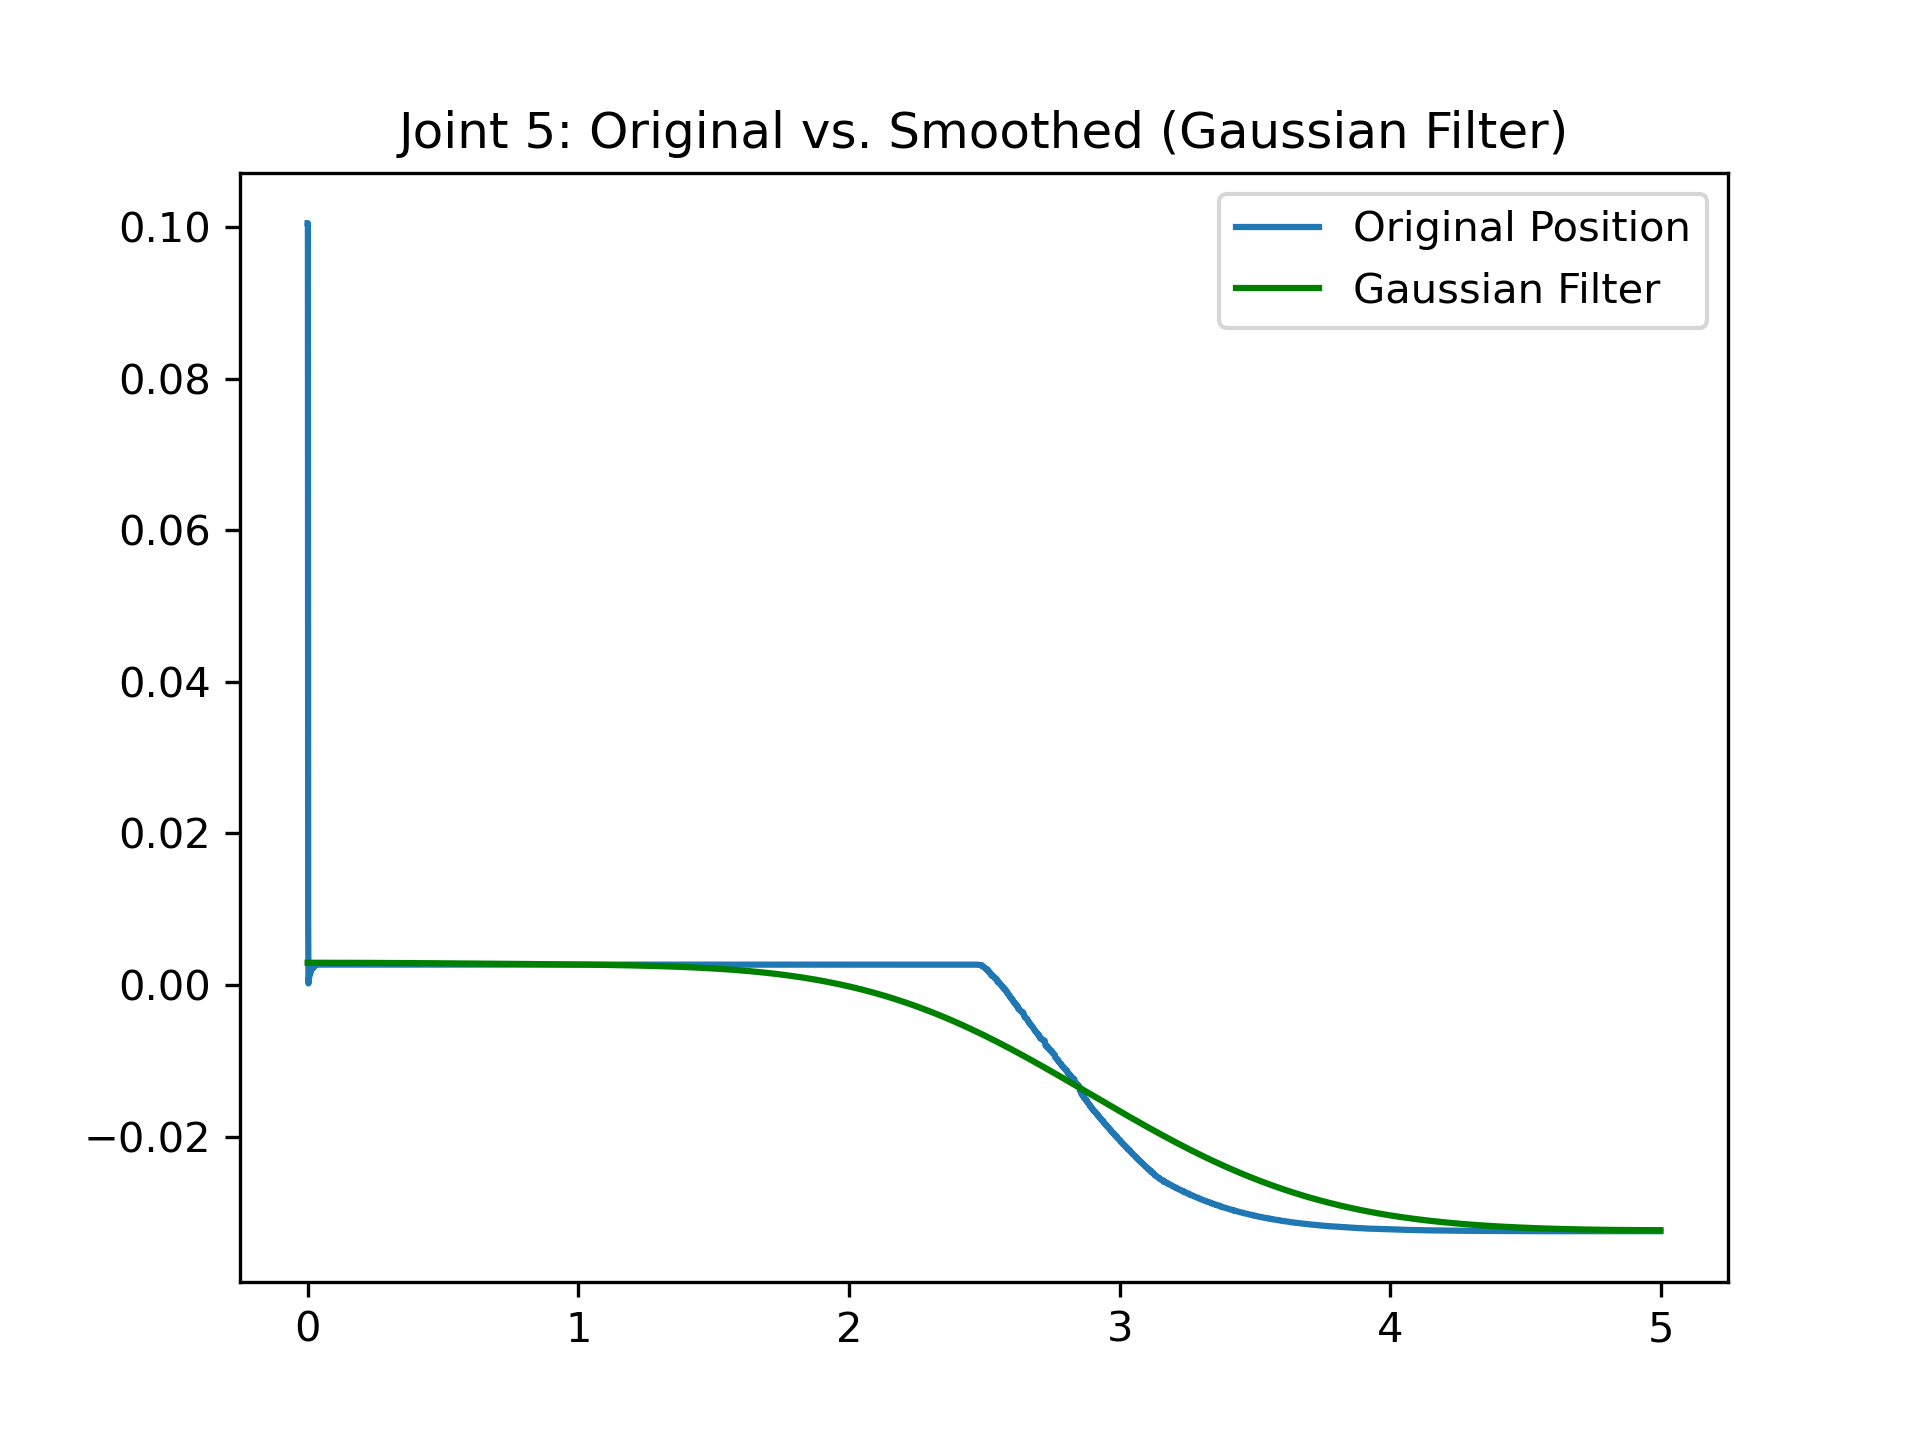 Joint 5: Original vs. Smoothed (Gaussian Filter)
Original Position
Gaussian Filter
0.10
0.08
0.06
0.04
0.02
0.00
−0.02
0 1 2 3 4 5